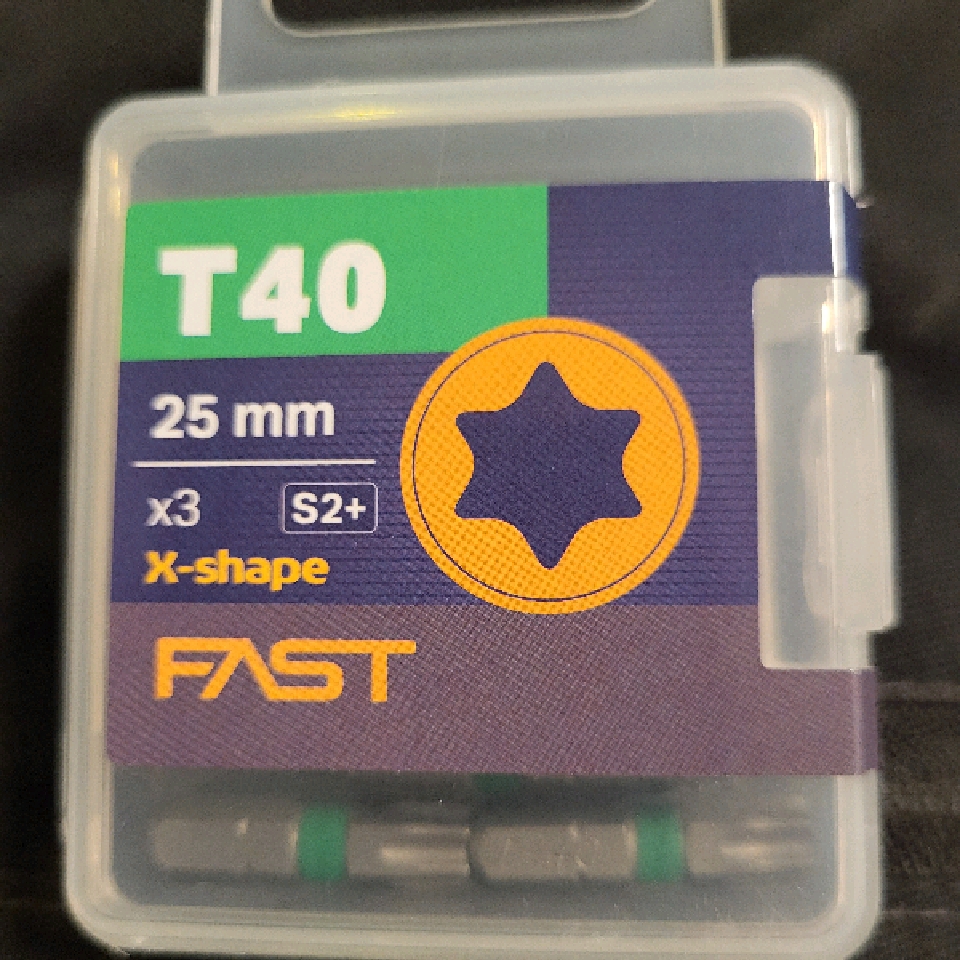 T40
25 mm
x3 S2+
X-shape
FAST